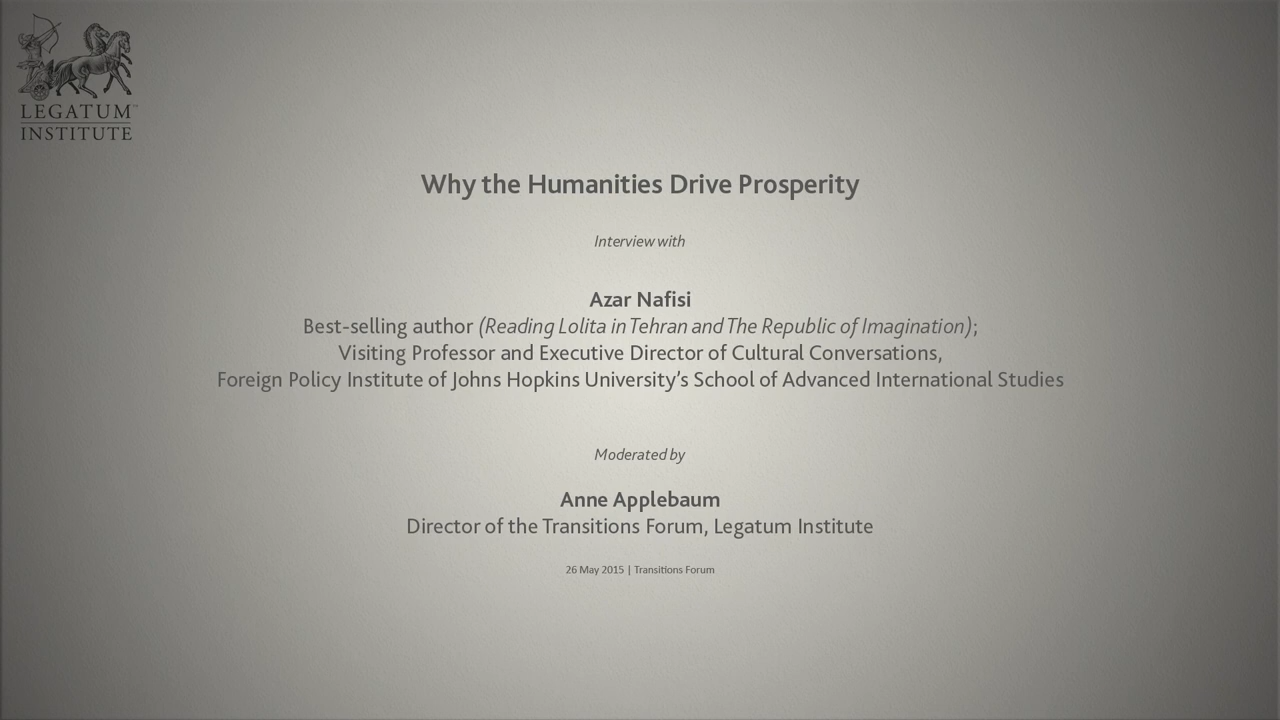 LEGATUM™
INSTITUTE
Why the Humanities Drive Prosperity
Interview with
Azar Nafisi
Best-selling author (Reading Lolita in Tehran and The Republic of Imagination);
Visiting Professor and Executive Director of Cultural Conversations,
Foreign Policy Institute of Johns Hopkins University’s School of Advanced International Studies
Moderated by
Anne Applebaum
Director of the Transitions Forum, Legatum Institute
26 May 2015 | Transitions Forum